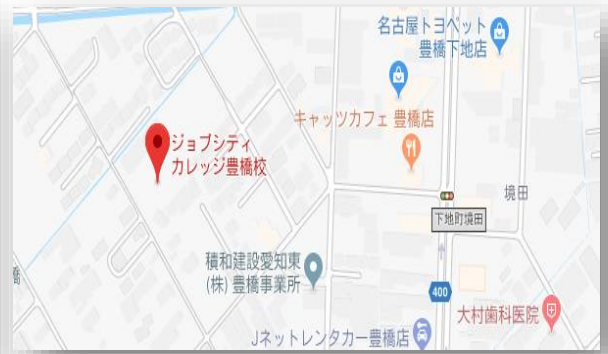 名古屋トヨペット
豊橋下地店
キャッツカフェ 豊橋店
ジョブシティ
カレッジ豊橋校
境田
下地町境田
積和建設愛知東
(株) 豊橋事業所
400
大村歯科医院
Jネットレンタカー豊橋店
橋